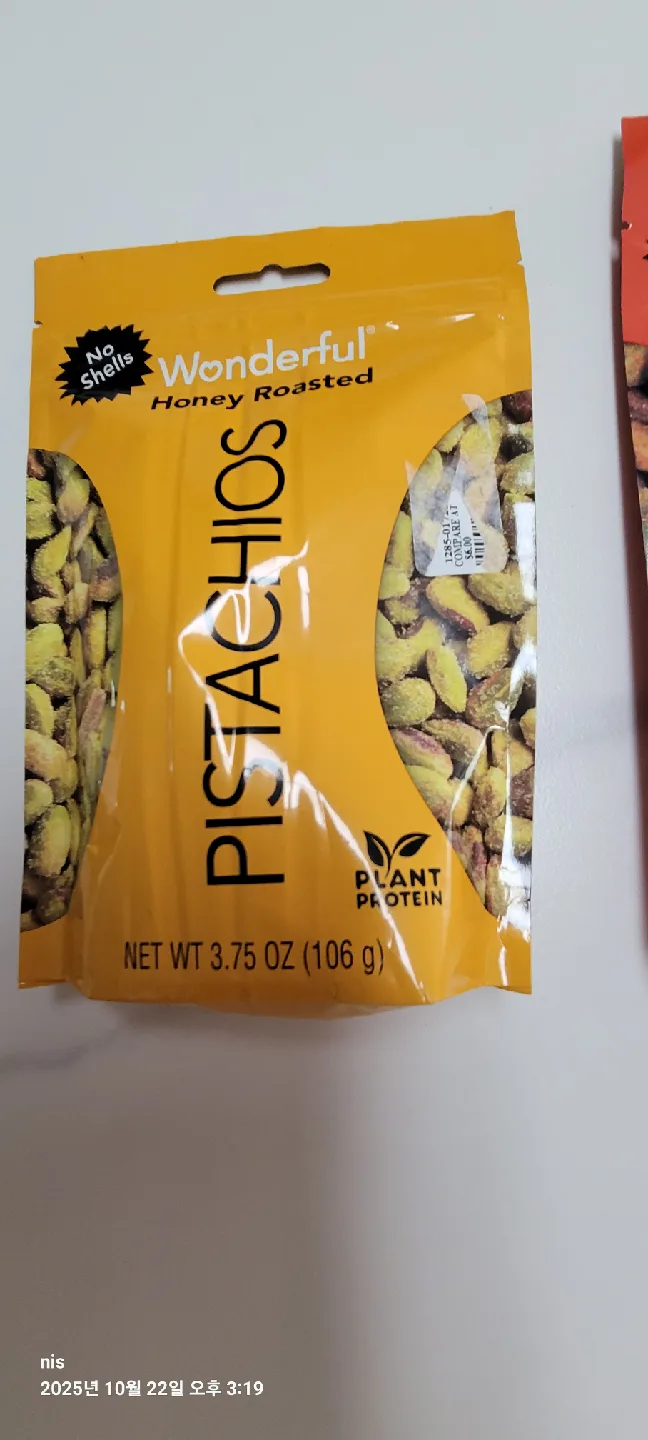 No
Shells
Wonderful®
Honey Roasted
PISTACHIOS
COMPARE AT
$6.00
PLANT
PROTEIN
NET WT 3.75 OZ (106 g)
nis
2025년 10월 22일 오후 3:19